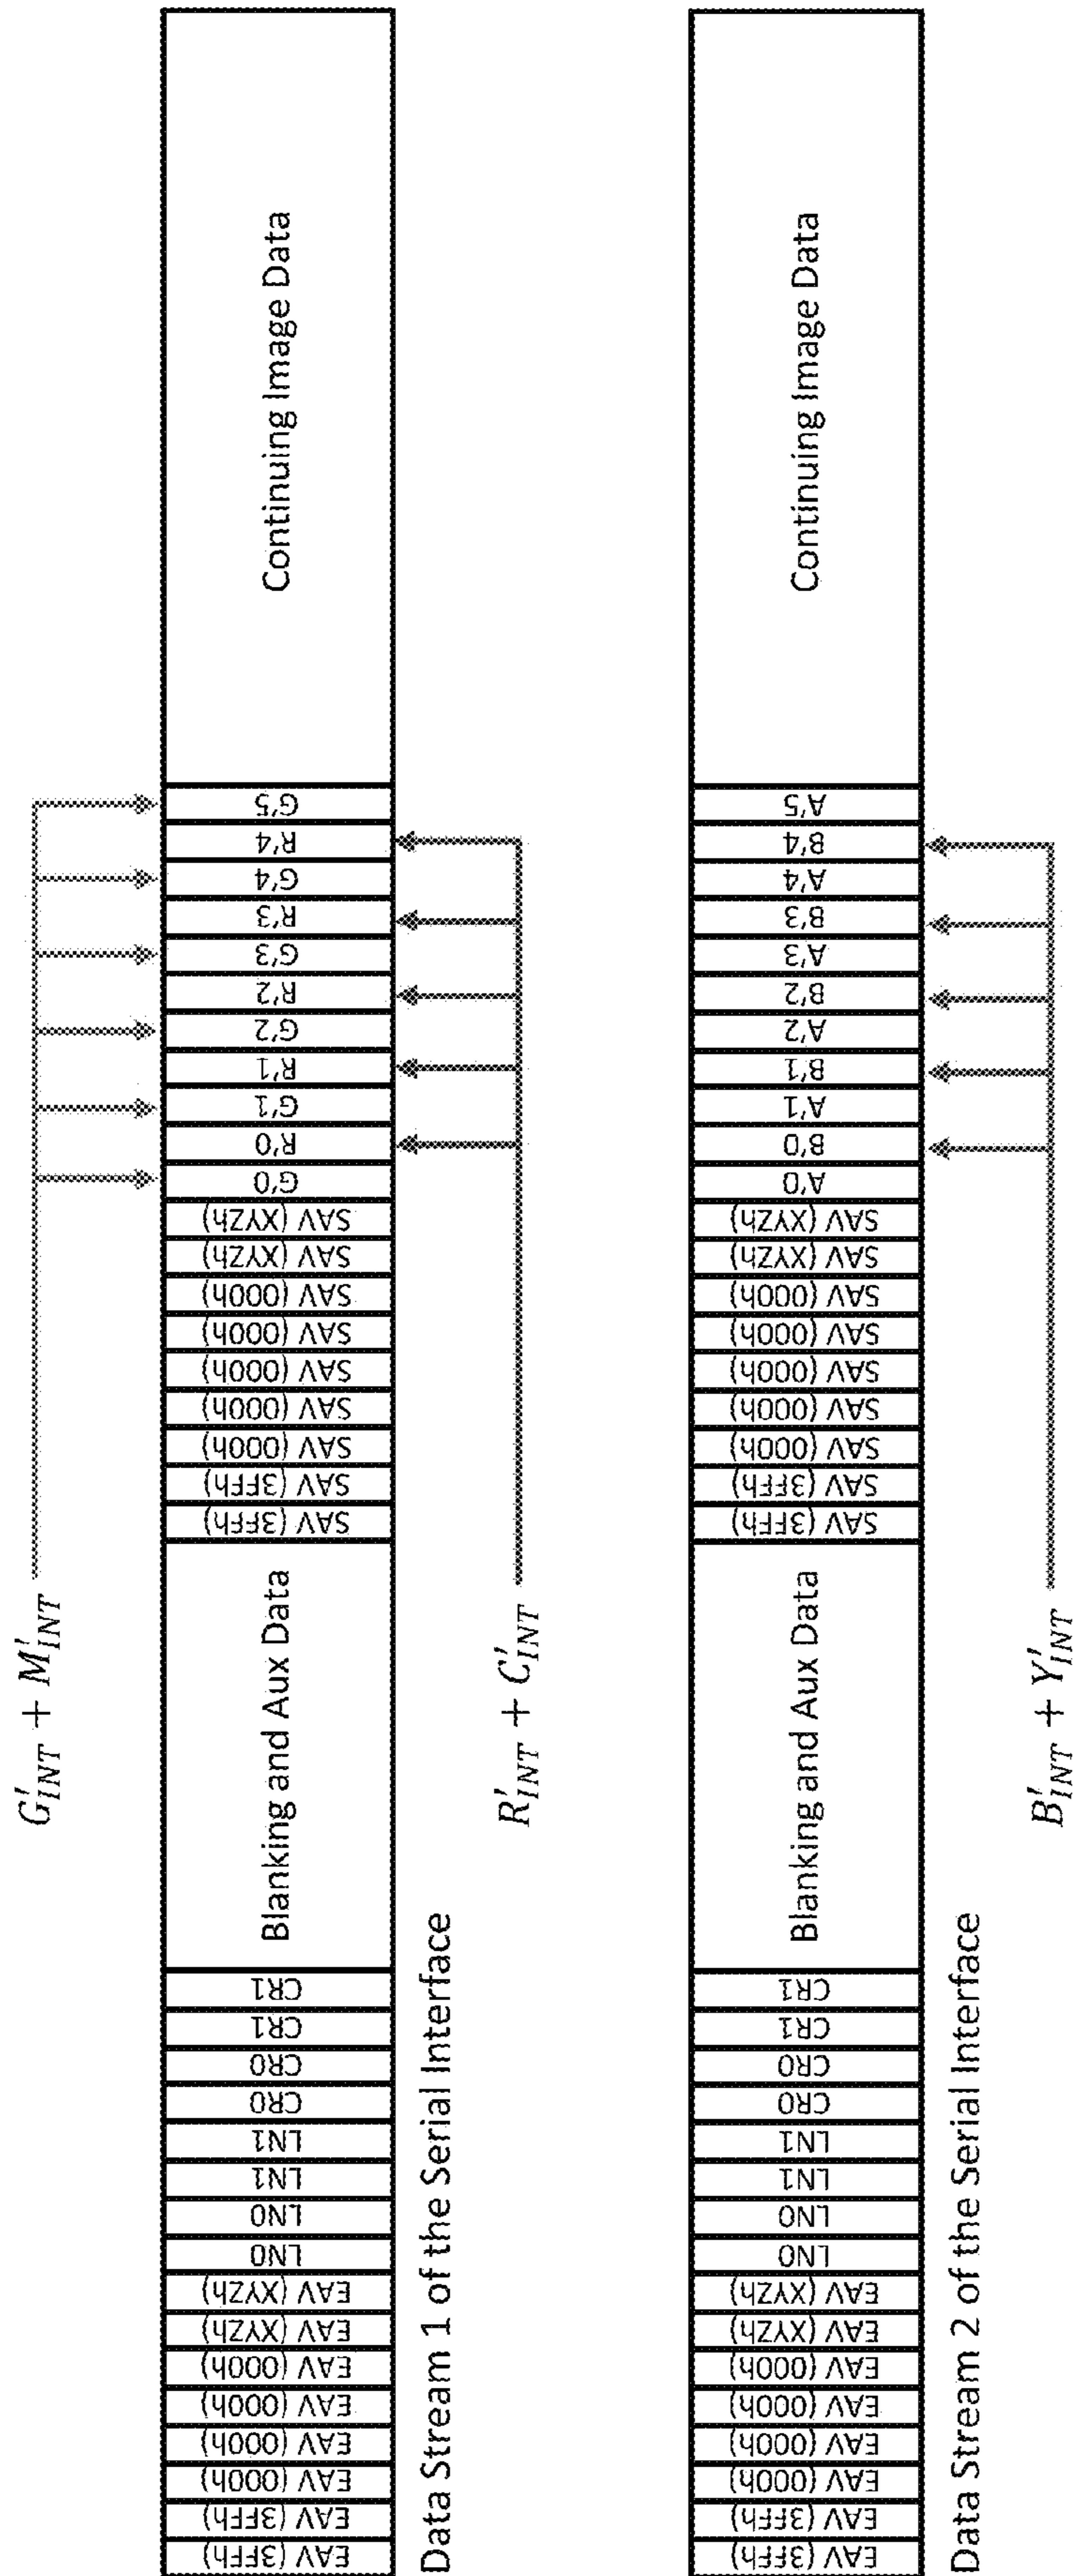 G'INT + M'INT
EAV (3FFh)
EAV (3FFh)
EAV (000h)
EAV (000h)
EAV (000h)
EAV (000h)
EAV (XYZh)
EAV (XYZh)
LN0
LN0
LN1
LN1
CR0
CR0
CR1
CR1
Blanking and Aux Data
SAV (3FFh)
SAV (3FFh)
SAV (000h)
SAV (000h)
SAV (000h)
SAV (000h)
SAV (000h)
SAV (XYZh)
SAV (XYZh)
G'0
R'0
G'1
R'1
G'2
R'2
G'3
R'3
G'4
R'4
G'5
Continuing Image Data
Data Stream 1 of the Serial Interface
R'INT + C'INT
EAV (3FFh)
EAV (3FFh)
EAV (000h)
EAV (000h)
EAV (000h)
EAV (000h)
EAV (XYZh)
EAV (XYZh)
LN0
LN0
LN1
LN1
CR0
CR0
CR1
CR1
Blanking and Aux Data
SAV (3FFh)
SAV (3FFh)
SAV (000h)
SAV (000h)
SAV (000h)
SAV (000h)
SAV (000h)
SAV (XYZh)
SAV (XYZh)
A'0
B'0
A'1
B'1
A'2
B'2
A'3
B'3
A'4
B'4
A'5
Continuing Image Data
Data Stream 2 of the Serial Interface
B'INT + Y'INT